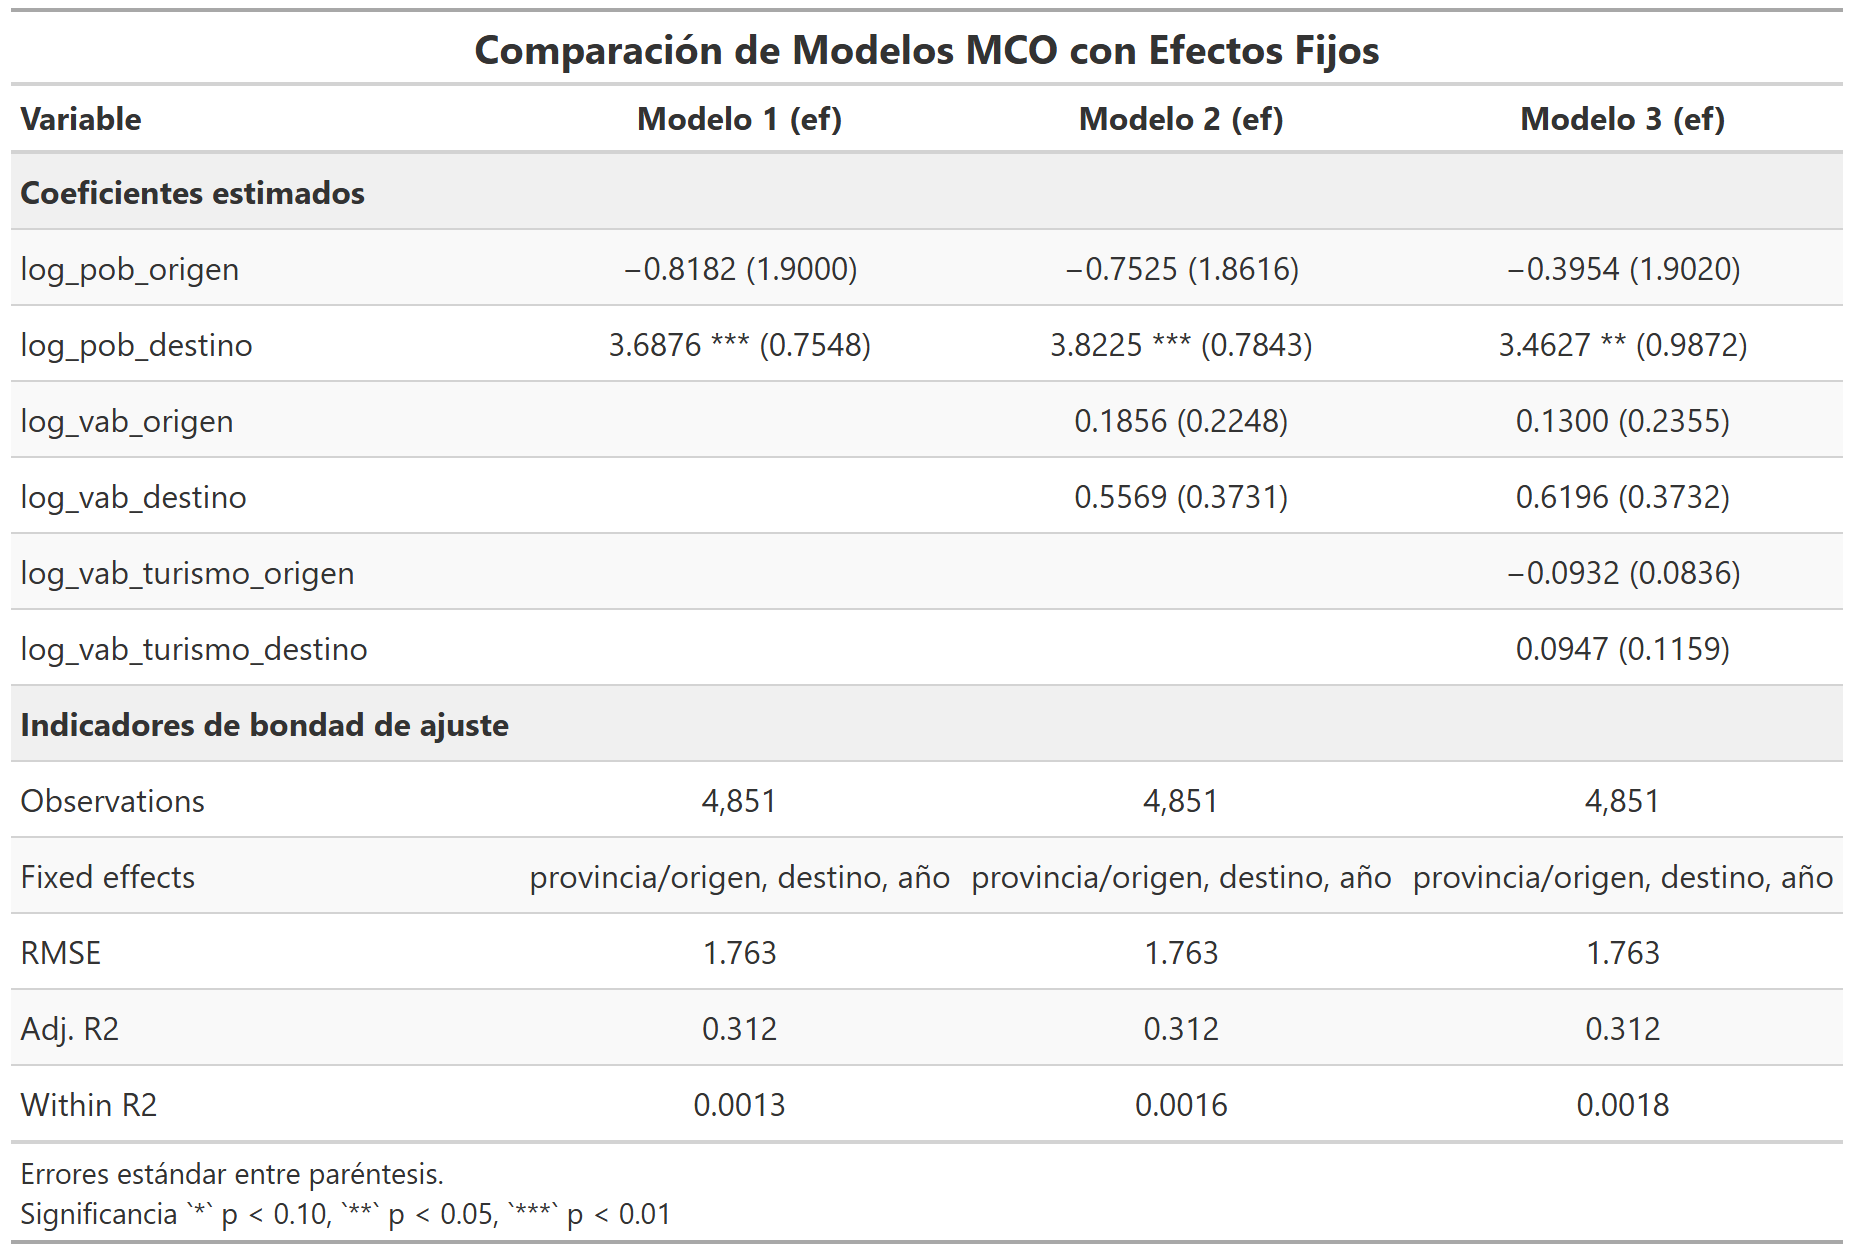 Comparación de Modelos MCO con Efectos Fijos
Variable Modelo 1 (ef) Modelo 2 (ef) Modelo 3 (ef)
Coeficientes estimados
log_pob_origen −0.8182 (1.9000) −0.7525 (1.8616) −0.3954 (1.9020)
log_pob_destino 3.6876 *** (0.7548) 3.8225 *** (0.7843) 3.4627 ** (0.9872)
log_vab_origen 0.1856 (0.2248) 0.1300 (0.2355)
log_vab_destino 0.5569 (0.3731) 0.6196 (0.3732)
log_vab_turismo_origen −0.0932 (0.0836)
log_vab_turismo_destino 0.0947 (0.1159)
Indicadores de bondad de ajuste
Observations 4,851 4,851 4,851
Fixed effects provincia/origen, destino, año provincia/origen, destino, año provincia/origen, destino, año
RMSE 1.763 1.763 1.763
Adj. R2 0.312 0.312 0.312
Within R2 0.0013 0.0016 0.0018
Errores estándar entre paréntesis.
Significancia `*` p < 0.10, `**` p < 0.05, `***` p < 0.01